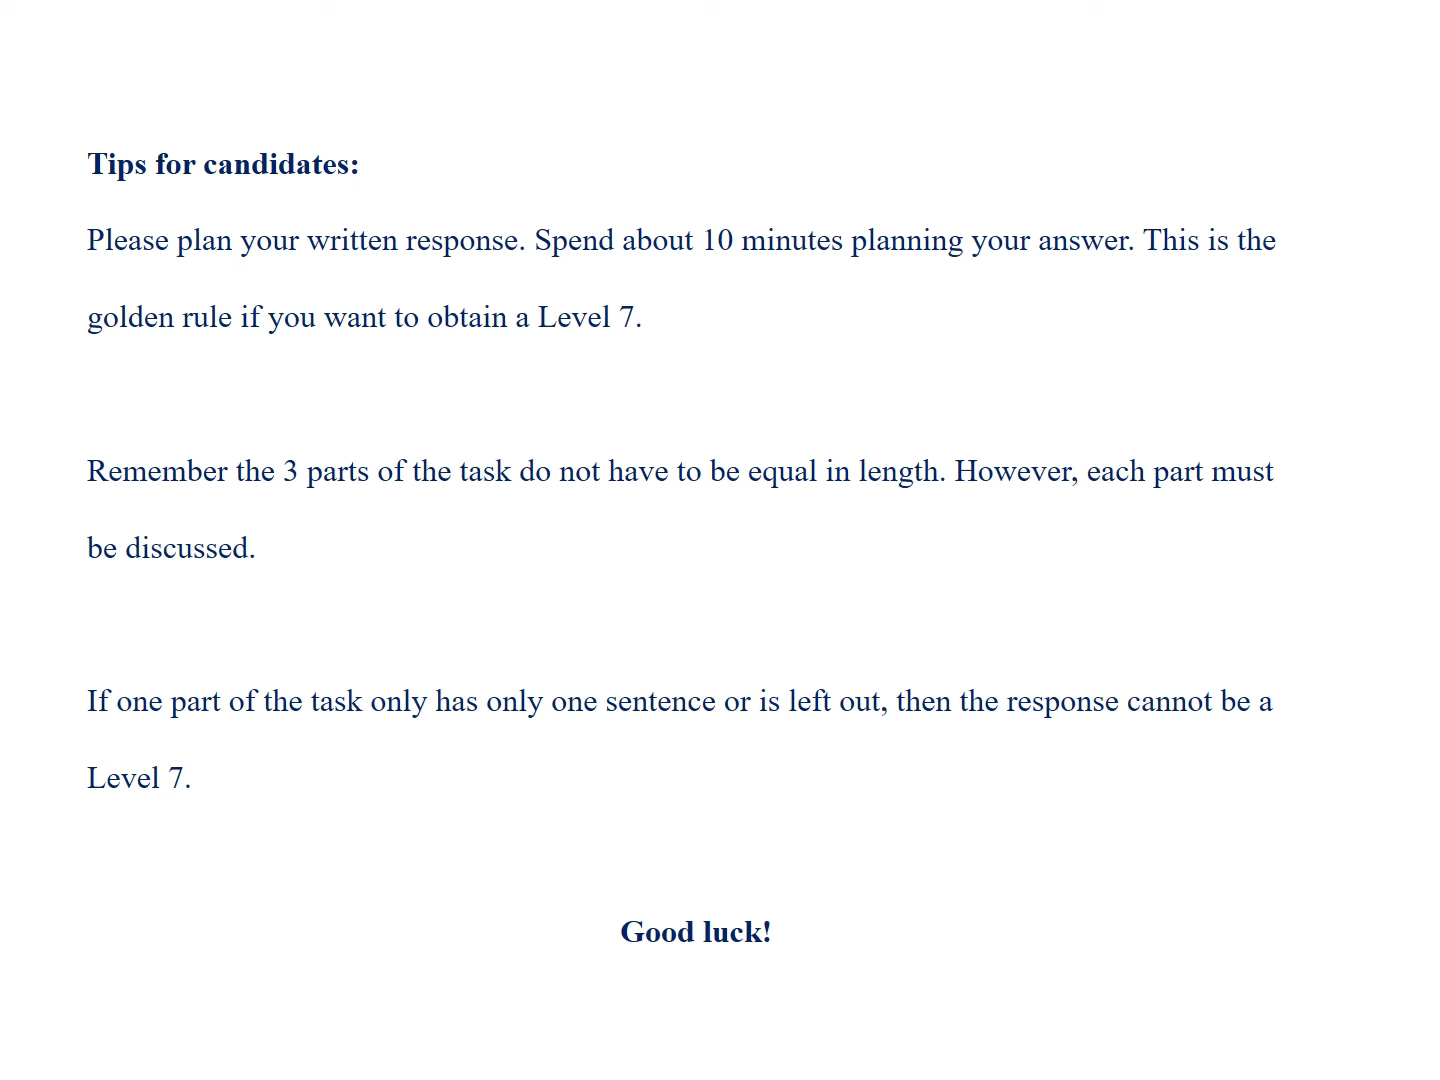 Tips for candidates:
Please plan your written response. Spend about 10 minutes planning your answer. This is the
golden rule if you want to obtain a Level 7.
Remember the 3 parts of the task do not have to be equal in length. However, each part must
be discussed.
If one part of the task only has only one sentence or is left out, then the response cannot be a
Level 7.
Good luck!